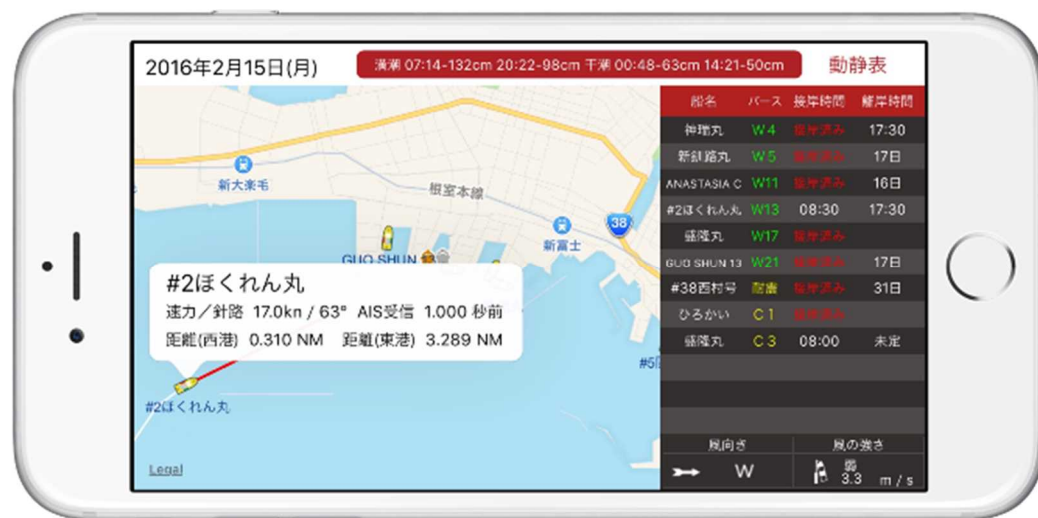 2016年2月15日(月)
満潮 07:14-132cm 20:22-98cm 干潮 00:48-63cm 14:21-50cm
動静表
船名 バース 接岸時間 離岸時間
神瑞丸 W4 接岸済み 17:30
新釧路丸 W5 接岸済み 17日
ANASTASIA C W11 接岸済み 16日
#2ほくれん丸 W13 08:30 17:30
盛隆丸 W17 接岸済み
GUO SHUN 13 W21 接岸済み 17日
#38西村号 耐震 接岸済み 31日
ひろかい C1 接岸済み
盛隆丸 C3 08:00 未定
風向き 風の強さ
W 弱 3.3 m/s
新大楽毛
根室本線
38
新富士
GUO SHUN 13
#2ほくれん丸
速力／針路 17.0kn / 63° AIS受信 1.000 秒前
距離(西港) 0.310 NM 距離(東港) 3.289 NM
#2ほくれん丸
Legal